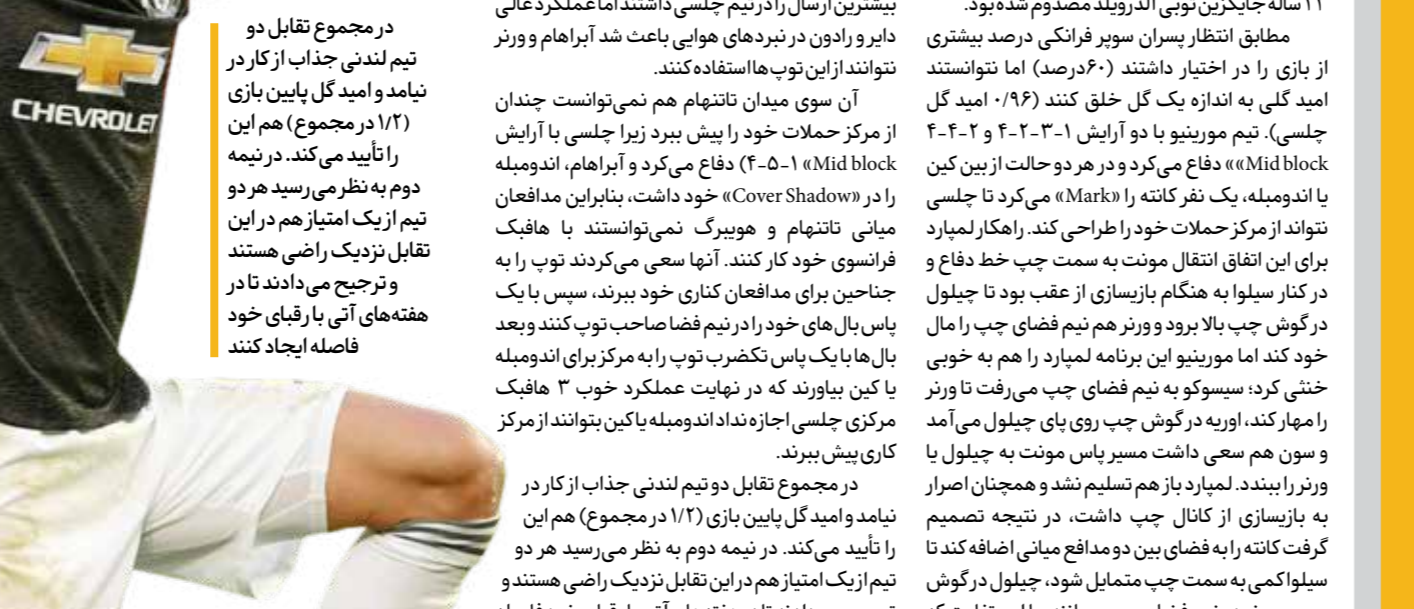 ۲۲ ساله جایگزین توبی آلدرویلد مصدوم شده بود.
مطابق انتظار پسران سوپر فرانکی درصد بیشتری
از بازی را در اختیار داشتند (۶۰درصد) اما نتوانستند
امید گلی به اندازه یک گل خلق کنند (۰/۹۶ امید گل
چلسی). تیم مورینیو با دو آرایش ۱-۳-۲-۴ و ۲-۴-۴
Mid block»» دفاع می‌کرد و در هر دو حالت از بین کین
یا اندومبله، یک نفر کانته را «Mark» می‌کرد تا چلسی
نتواند از مرکز حملات خود را طراحی کند. راهکار لمپارد
برای این اتفاق انتقال مونت به سمت چپ خط دفاع و
در کنار سیلوا به هنگام بازیسازی از عقب بود تا چیلول
در گوش چپ بالا برود و ورنر هم نیم فضای چپ را مال
خود کند اما مورینیو این برنامه لمپارد را هم به خوبی
خنثی کرد؛ سیسوکو به نیم فضای چپ می‌رفت تا ورنر
را مهار کند، اوریه در گوش چپ روی پای چیلول می‌آمد
و سون هم سعی داشت مسیر پاس مونت به چیلول یا
ورنر را ببندد. لمپارد باز هم تسلیم نشد و همچنان اصرار
به بازیسازی از کانال چپ داشت، در نتیجه تصمیم
گرفت کانته را به فضای بین دو مدافع میانی اضافه کند تا
سیلوا کمی به سمت چپ متمایل شود، چیلول در گوش
بیشترین ارسال را در نیم چلسی داشتند اما عملکرد عالی
دایر و رادون در نبردهای هوایی باعث شد آبراهام و ورنر
نتوانند از این توپ‌ها استفاده کنند.
آن سوی میدان تاتنهام هم نمی‌توانست چندان
از مرکز حملات خود را پیش ببرد زیرا چلسی با آرایش
Mid block» ۱-۵-۴) دفاع می‌کرد و آبراهام، اندومبله
را در «Cover Shadow» خود داشت، بنابراین مدافعان
میانی تاتنهام و هویبرگ نمی‌توانستند با هافبک
فرانسوی خود کار کنند. آنها سعی می‌کردند توپ را به
جناحین برای مدافعان کناری خود ببرند، سپس با یک
پاس بال‌های خود را در نیم فضا صاحب توپ کنند و بعد
بال‌ها با یک پاس تکضرب توپ را به مرکز برای اندومبله
یا کین بیاورند که در نهایت عملکرد خوب ۳ هافبک
مرکزی چلسی اجازه نداد اندومبله یا کین بتوانند از مرکز
کاری پیش ببرند.
در مجموع تقابل دو تیم لندنی جذاب از کار در
نیامد و امید گل پایین بازی (۱/۲ در مجموع) هم این
را تأیید می‌کند. در نیمه دوم به نظر می‌رسید هر دو
تیم از یک امتیاز هم در این تقابل نزدیک راضی هستند و
در مجموع تقابل دو
تیم لندنی جذاب از کار در
نیامد و امید گل پایین بازی
(۱/۲ در مجموع) هم این
را تأیید می‌کند. در نیمه
دوم به نظر می‌رسید هر دو
تیم از یک امتیاز هم در این
تقابل نزدیک راضی هستند
و ترجیح می‌دادند تا در
هفته‌های آتی با رقبای خود
فاصله ایجاد کنند
CHEVROLET